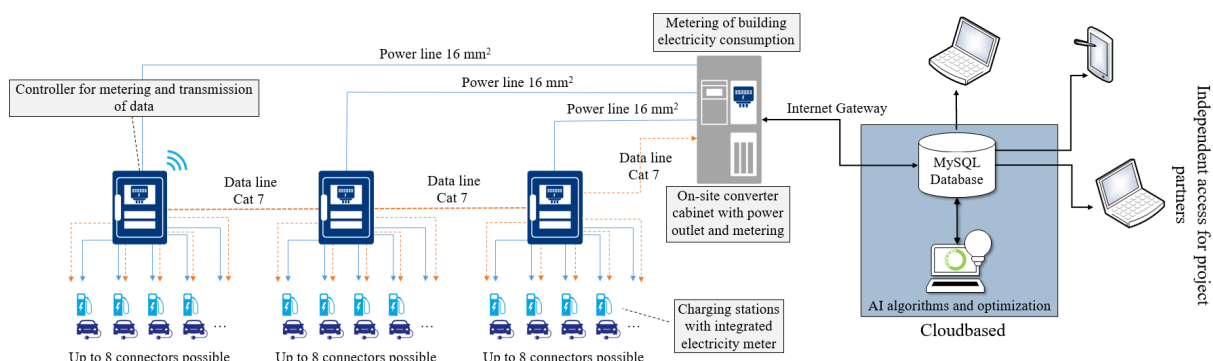 Metering of building
electricity consumption
Power line 16 mm²
Power line 16 mm²
Controller for metering and transmission
of data
Power line 16 mm²
Internet Gateway
Data line
Cat 7
Data line
Cat 7
Data line
Cat 7
MySQL
Database
On-site converter
cabinet with power
outlet and metering
Independent access for project
partners
AI algorithms and optimization
Cloudbased
Charging stations
with integrated
electricity meter
...
...
...
Up to 8 connectors possible
Up to 8 connectors possible
Up to 8 connectors possible